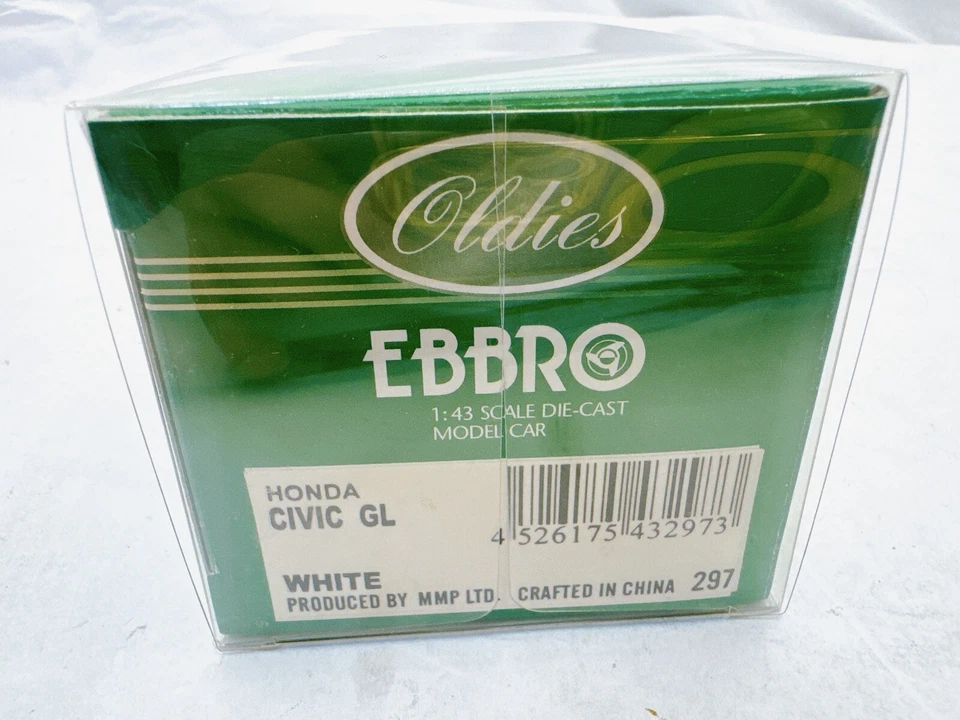 Oldies
EBBRO
1:43 SCALE DIE-CAST
MODEL CAR
HONDA
CIVIC GL
4 526175 432973
WHITE
PRODUCED BY MMP LTD. CRAFTED IN CHINA 297